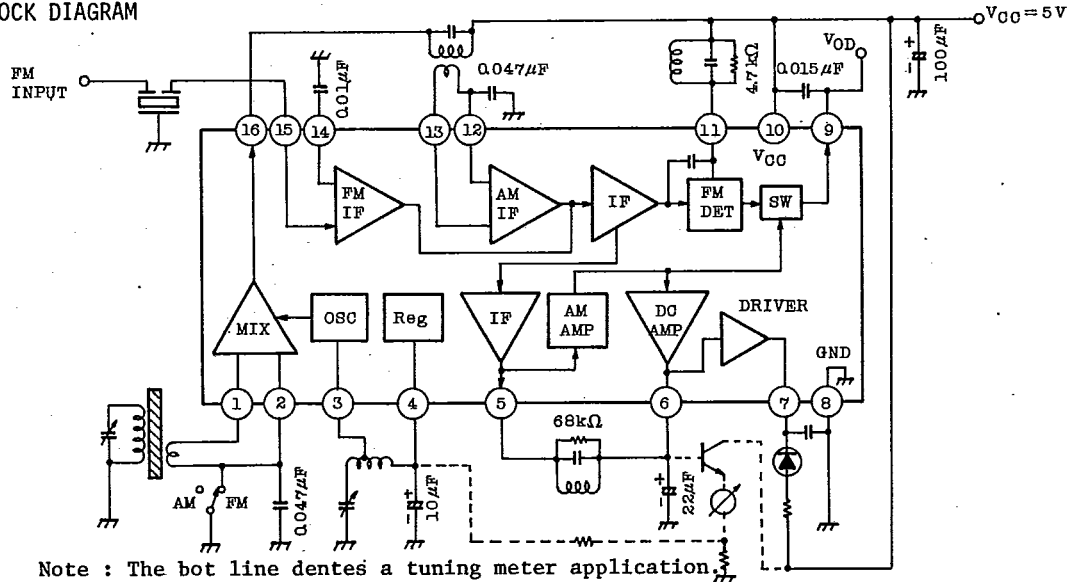 OCK DIAGRAM
VCC=5V
FM
INPUT
0.01μF
0.047μF
4.7kΩ
VOD
0.015μF
100μF
+
-
16
15
14
13
12
11
10
9
VCC
FM
IF
AM
IF
IF
FM
DET
SW
MIX
OSC
Reg
IF
AM
AMP
DC
AMP
DRIVER
GND
1
2
3
4
5
6
7
8
68kΩ
AM
FM
0.047μF
+
-
10μF
+
-
22μF
Note : The bot line dentes a tuning meter application.